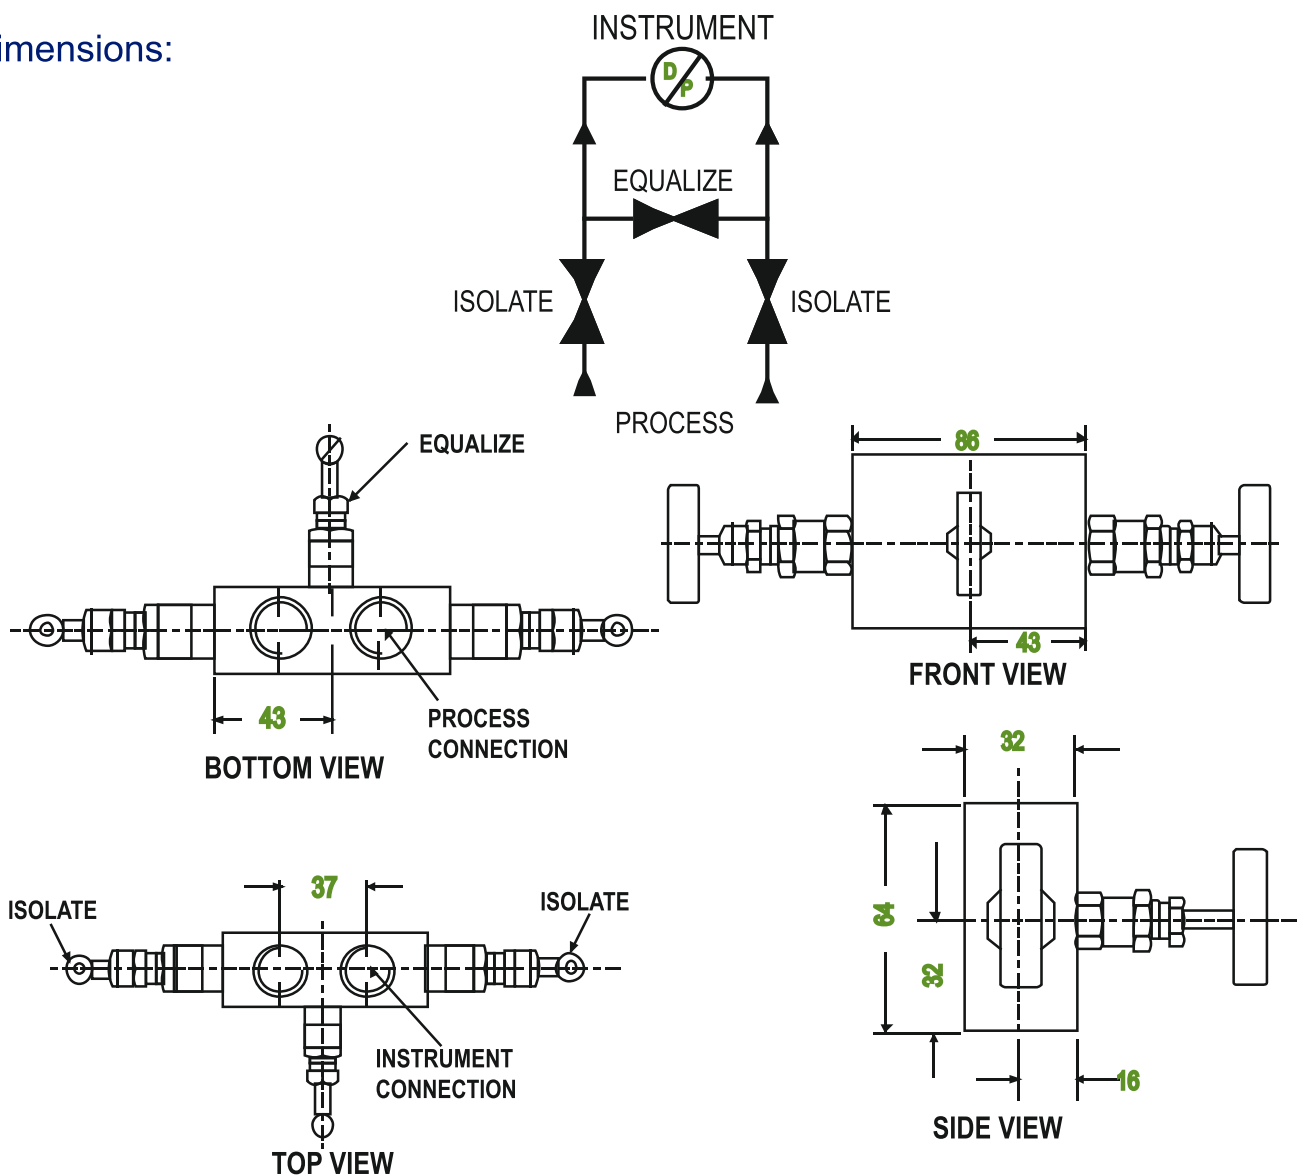 imensions:
INSTRUMENT
D
P
EQUALIZE
ISOLATE
ISOLATE
PROCESS
EQUALIZE
86
43
FRONT VIEW
43
PROCESS
CONNECTION
BOTTOM VIEW
32
64
32
16
SIDE VIEW
37
ISOLATE
ISOLATE
INSTRUMENT
CONNECTION
TOP VIEW